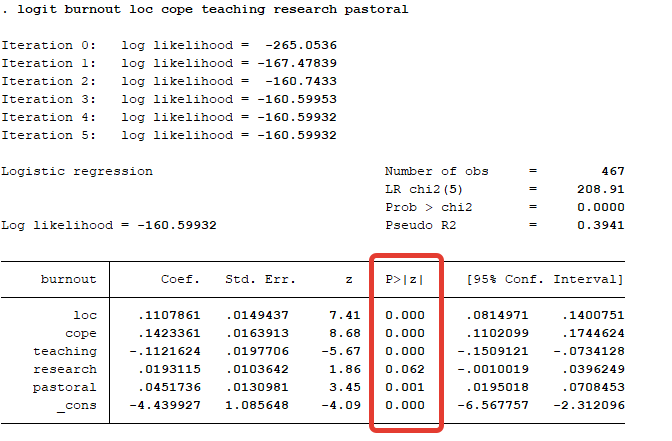 . logit burnout loc cope teaching research pastoral
Iteration 0:   log likelihood =  -265.0536
Iteration 1:   log likelihood = -167.47839
Iteration 2:   log likelihood =  -160.7433
Iteration 3:   log likelihood = -160.59953
Iteration 4:   log likelihood = -160.59932
Iteration 5:   log likelihood = -160.59932
Logistic regression                             Number of obs     =        467
                                                LR chi2(5)        =     208.91
                                                Prob > chi2       =     0.0000
Log likelihood = -160.59932                     Pseudo R2         =     0.3941
     burnout |      Coef.   Std. Err.      z    P>|z|     [95% Conf. Interval]
         loc |   .1107861   .0149437     7.41   0.000     .0814971    .1400751
        cope |   .1423361   .0163913     8.68   0.000     .1102099    .1744624
    teaching |  -.1121624   .0197706    -5.67   0.000    -.1509121   -.0734128
    research |   .0193115   .0103642     1.86   0.062    -.0010019    .0396249
    pastoral |   .0451736   .0130981     3.45   0.001     .0195018    .0708453
       _cons |  -4.439927   1.085648    -4.09   0.000    -6.567757   -2.312096